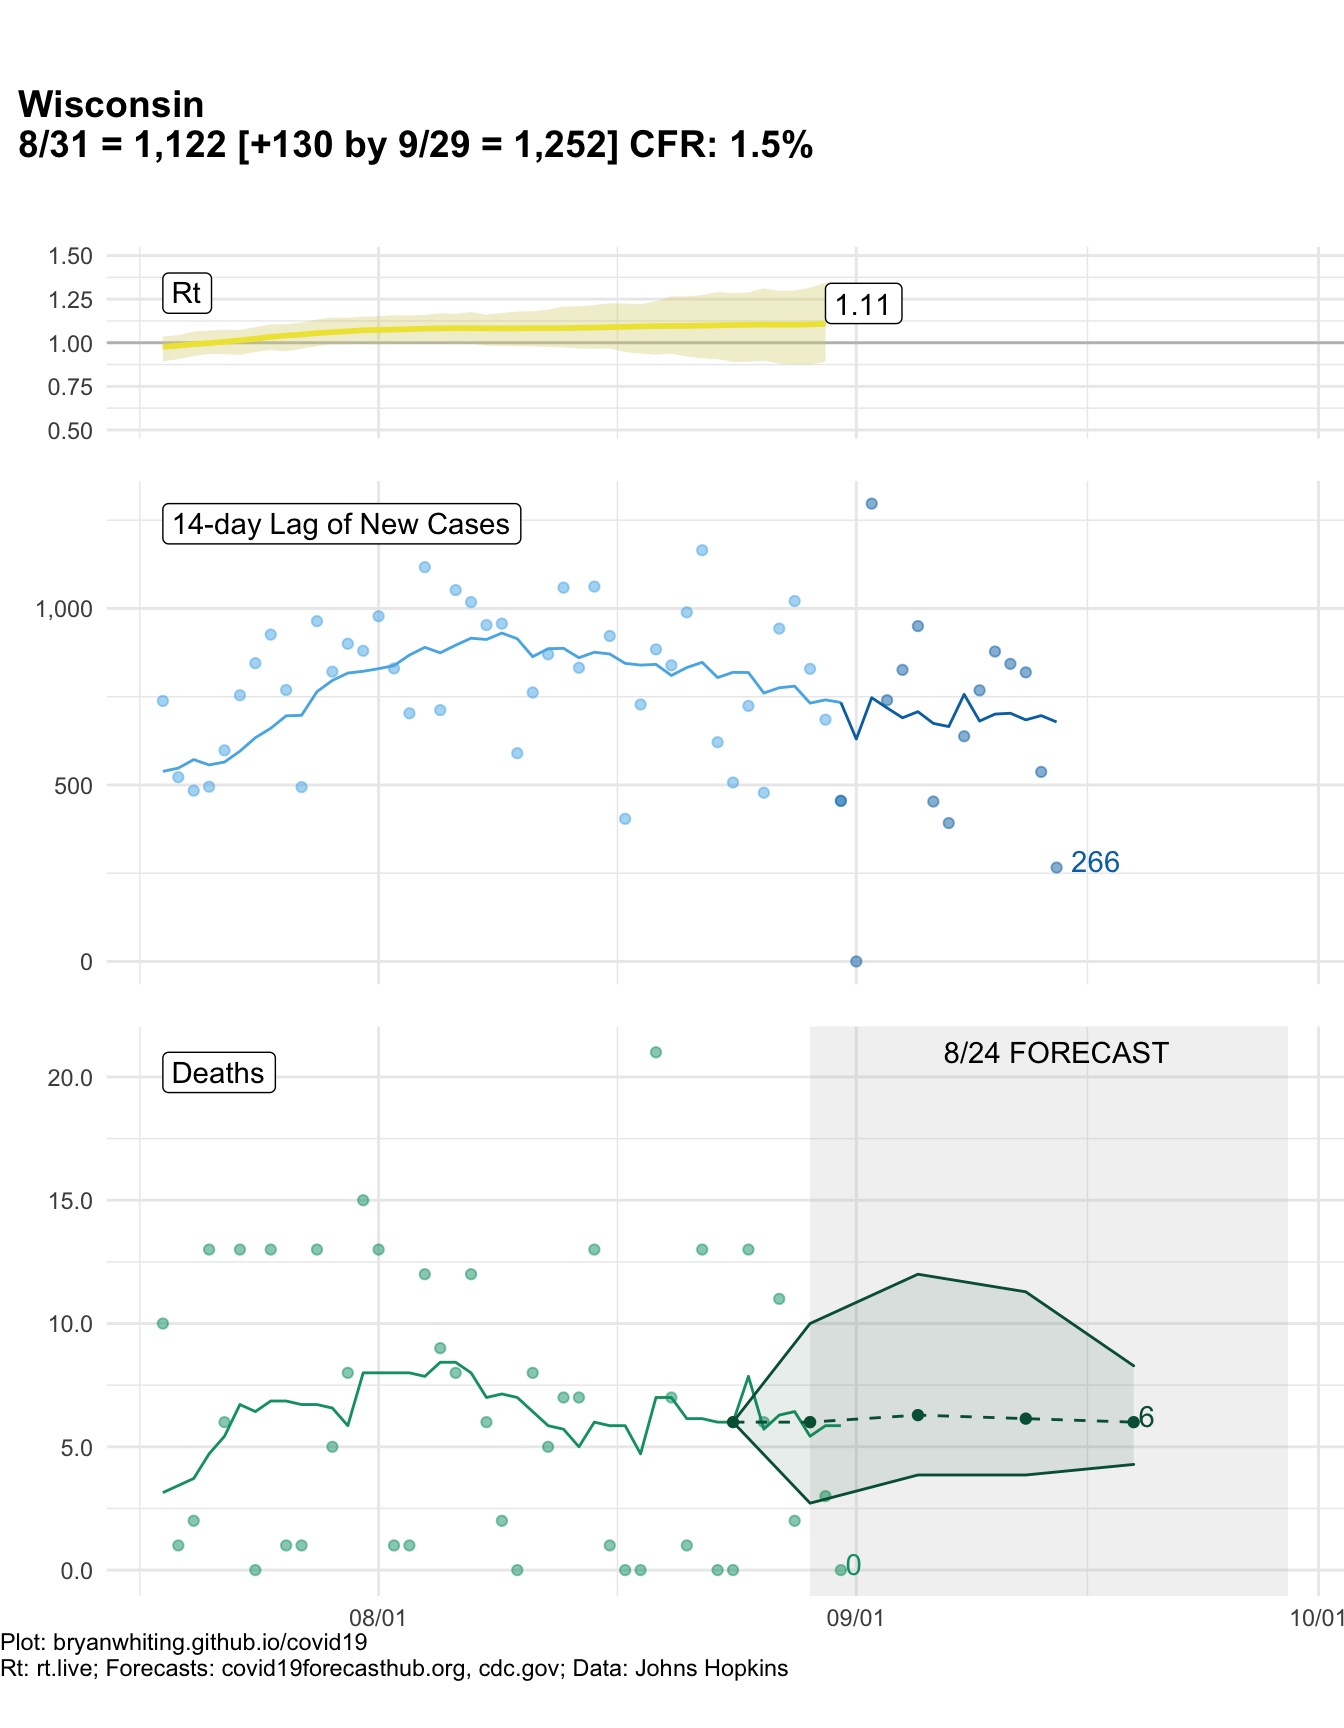 Wisconsin
8/31 = 1,122 [+130 by 9/29 = 1,252] CFR: 1.5%
1.50
Rt
1.25
1.11
1.00
0.75
0.50
14-day Lag of New Cases
1,000
500
266
0
8/24 FORECAST
Deaths
20.0
15.0
10.0
6
5.0
0
0.0
08/01
09/01
10/01
Plot: bryanwhiting.github.io/covid19
Rt: rt.live; Forecasts: covid19forecasthub.org, cdc.gov; Data: Johns Hopkins